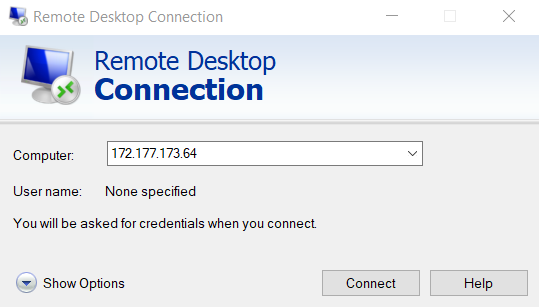 Remote Desktop Connection
Remote Desktop
Connection
Computer: 172.177.173.64
User name: None specified
You will be asked for credentials when you connect.
Show Options Connect Help